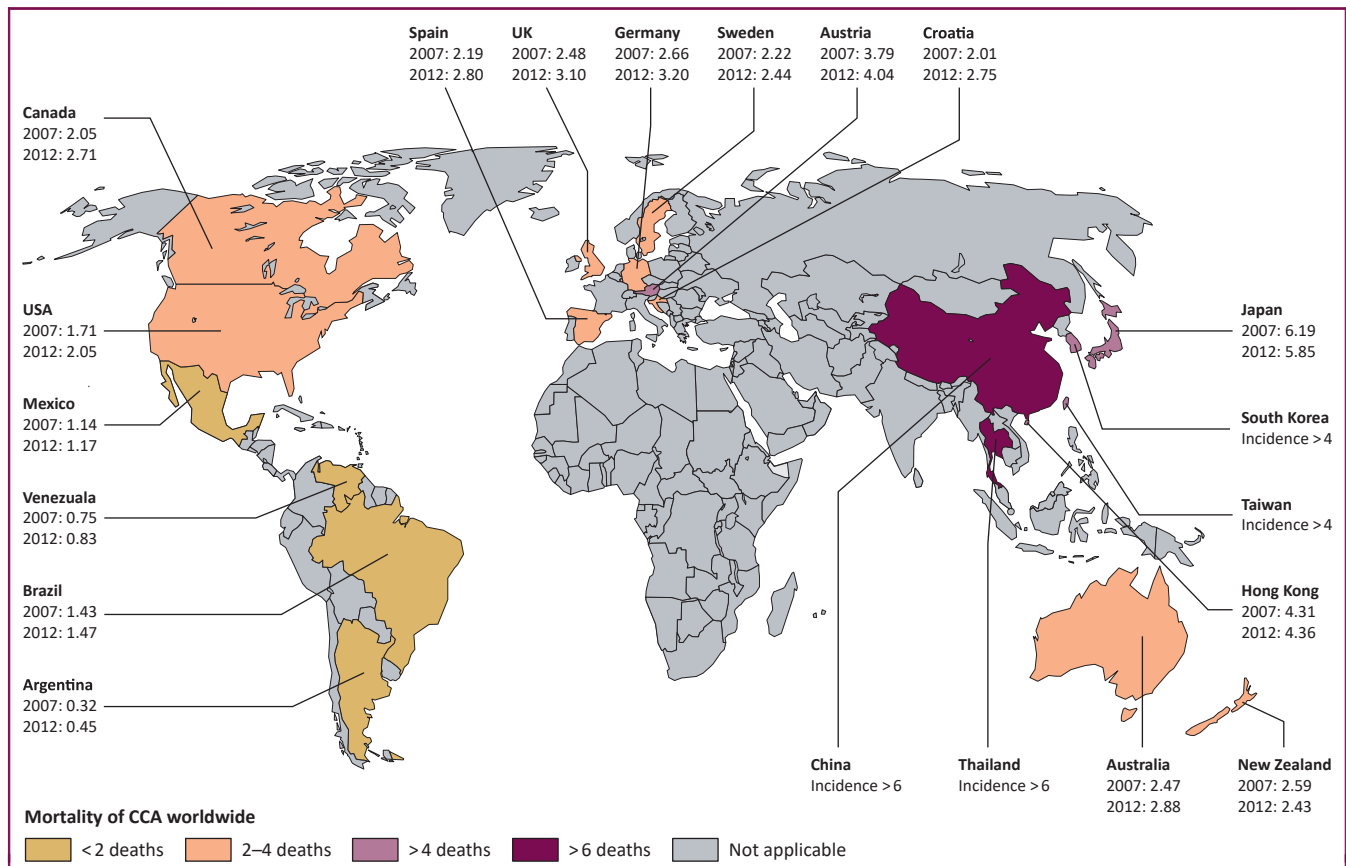 Spain
2007: 2.19
2012: 2.80
UK
2007: 2.48
2012: 3.10
Germany
2007: 2.66
2012: 3.20
Sweden
2007: 2.22
2012: 2.44
Austria
2007: 3.79
2012: 4.04
Croatia
2007: 2.01
2012: 2.75
Canada
2007: 2.05
2012: 2.71
USA
2007: 1.71
2012: 2.05
Mexico
2007: 1.14
2012: 1.17
Venezuala
2007: 0.75
2012: 0.83
Brazil
2007: 1.43
2012: 1.47
Argentina
2007: 0.32
2012: 0.45
Japan
2007: 6.19
2012: 5.85
South Korea
Incidence >4
Taiwan
Incidence >4
Hong Kong
2007: 4.31
2012: 4.36
China
Incidence >6
Thailand
Incidence >6
Australia
2007: 2.47
2012: 2.88
New Zealand
2007: 2.59
2012: 2.43
Mortality of CCA worldwide
<2 deaths
2–4 deaths
>4 deaths
>6 deaths
Not applicable